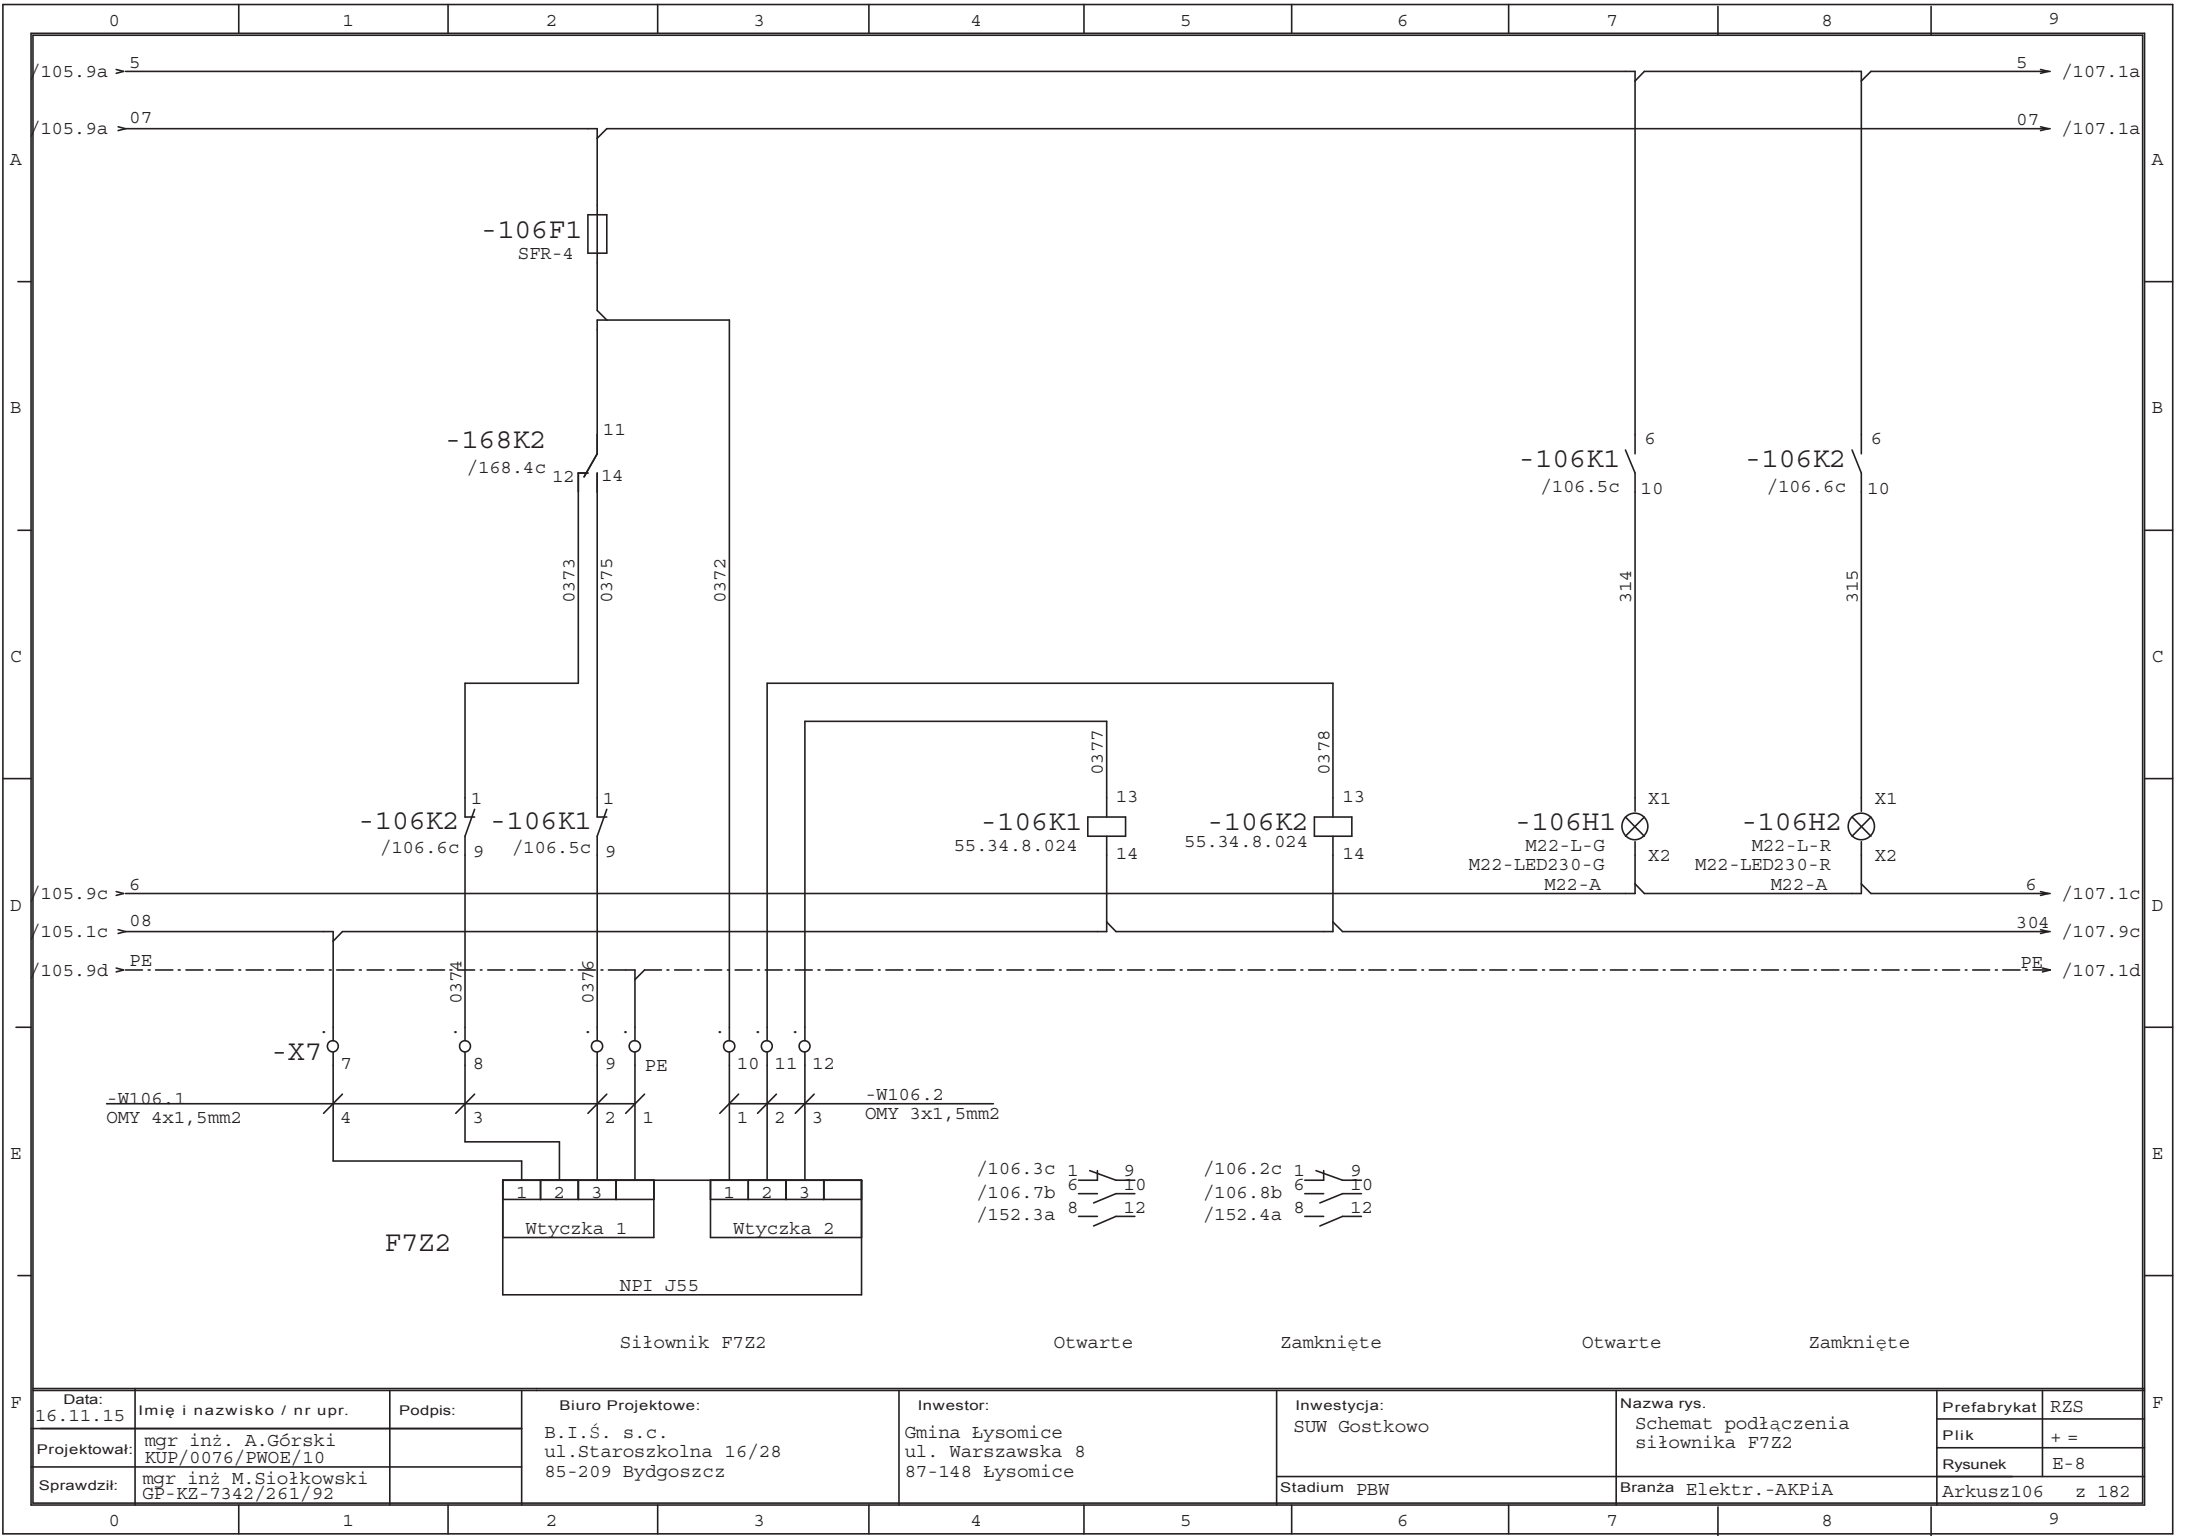 0 1 2 3 4 5 6 7 8 9
/105.9a 5 5 /107.1a
/105.9a 07 07 /107.1a
A A
-106F1
SFR-4
B B
-168K2 11
/168.4c 12 14
-106K1 6
/106.5c 10
-106K2 6
/106.6c 10
0373 0375 0372 314 315
C C
0377 0378
-106K2 1
/106.6c 9
-106K1 1
/106.5c 9
-106K1 13
55.34.8.024 14
-106K2 13
55.34.8.024 14
-106H1 X1
M22-L-G X2
M22-LED230-G
M22-A
-106H2 X1
M22-L-R X2
M22-LED230-R
M22-A
/105.9c 6 6 /107.1c
D D
/105.1c 08 304 /107.9c
/105.9d PE PE /107.1d
0374 0376
-X7 7 8 9 PE 10 11 12
-W106.1
OMY 4x1,5mm2
4 3 2 1 1 2 3
-W106.2
OMY 3x1,5mm2
E E
/106.3c 1 9
/106.7b 6 10
/152.3a 8 12
/106.2c 1 9
/106.8b 6 10
/152.4a 8 12
1 2 3 1 2 3
Wtyczka 1 Wtyczka 2
F7Z2
NPI J55
Siłownik F7Z2 Otwarte Zamknięte Otwarte Zamknięte
F F
Data:
16.11.15
Imię i nazwisko / nr upr.
Podpis:
Projektował:
mgr inż. A.Górski
KUP/0076/PWOE/10
Sprawdził:
mgr inż M.Siołkowski
GP-KZ-7342/261/92
Biuro Projektowe:
B.I.Ś. s.c.
ul.Staroszkolna 16/28
85-209 Bydgoszcz
Inwestor:
Gmina Łysomice
ul. Warszawska 8
87-148 Łysomice
Inwestycja:
SUW Gostkowo
Stadium PBW
Nazwa rys.
Schemat podłączenia
siłownika F7Z2
Branża Elektr.-AKPiA
Prefabrykat RZS
Plik + =
Rysunek E-8
Arkusz106 z 182
0 1 2 3 4 5 6 7 8 9